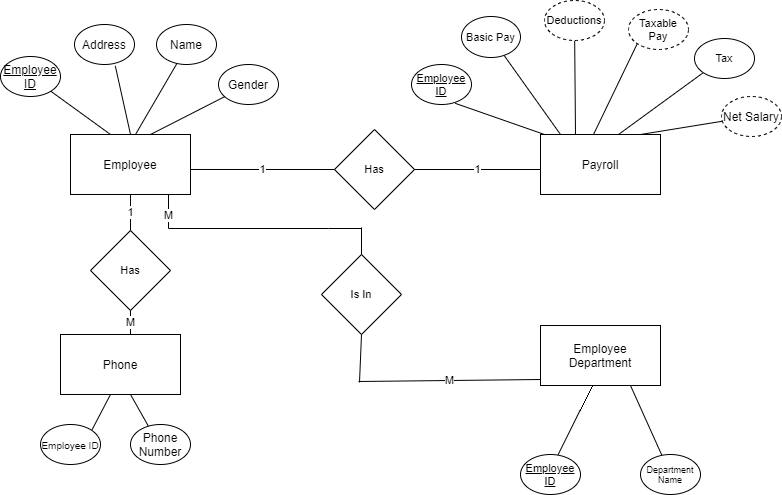 Employee
ID
Address
Name
Gender
Employee
ID
Basic Pay
Deductions
Taxable
Pay
Tax
Net Salary
Employee
1
Has
1
Payroll
1
M
Has
M
Is In
M
Phone
Employee
Department
Employee ID
Phone
Number
Employee
ID
Department
Name